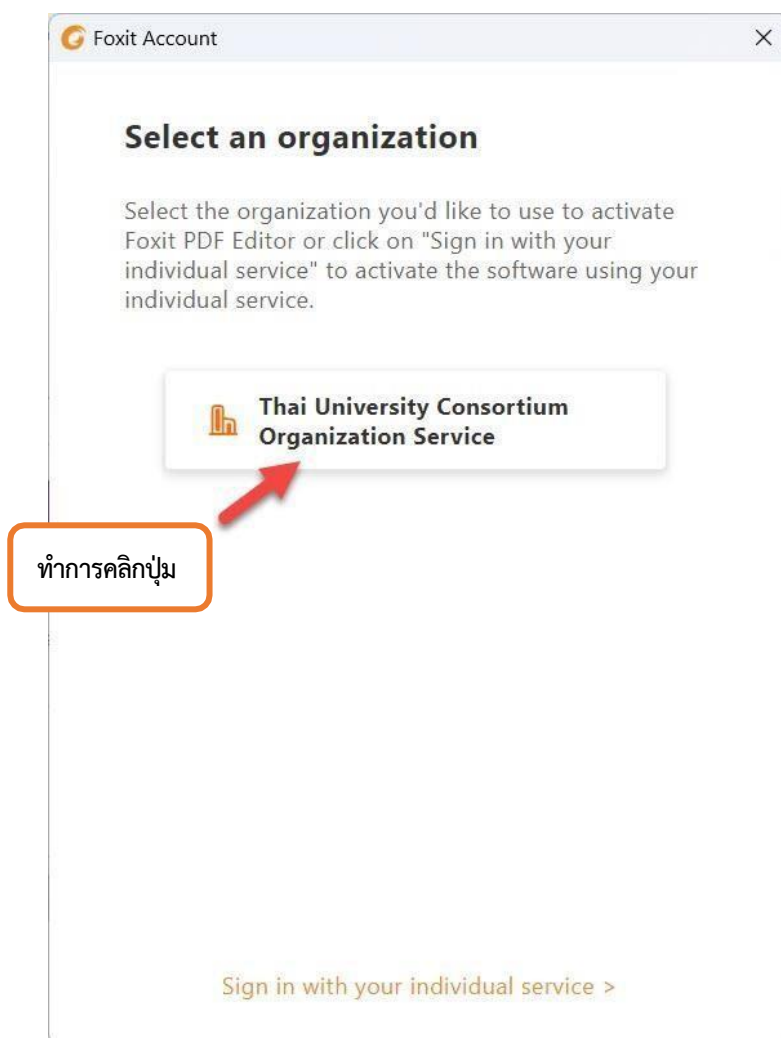 Foxit Account
Select an organization
Select the organization you'd like to use to activate
Foxit PDF Editor or click on "Sign in with your
individual service" to activate the software using your
individual service.
Thai University Consortium
Organization Service
ทำการคลิกปุ่ม
Sign in with your individual service >